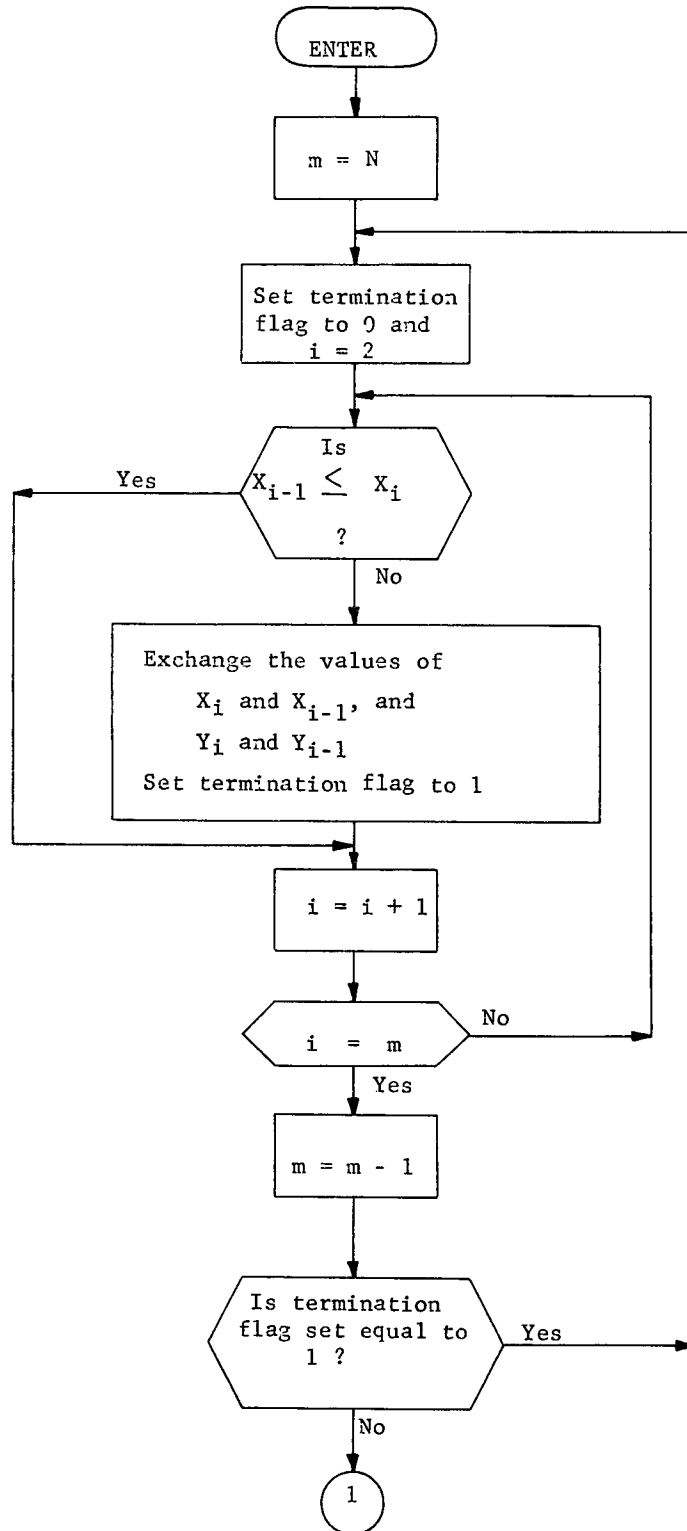 ENTER
m = N
Set termination
flag to 0 and
i = 2
Is
X_{i-1} ≤ X_i
?
Yes
No
Exchange the values of
X_i and X_{i-1}, and
Y_i and Y_{i-1}
Set termination flag to 1
i = i + 1
i = m
No
Yes
m = m - 1
Is termination
flag set equal to
1 ?
Yes
No
1